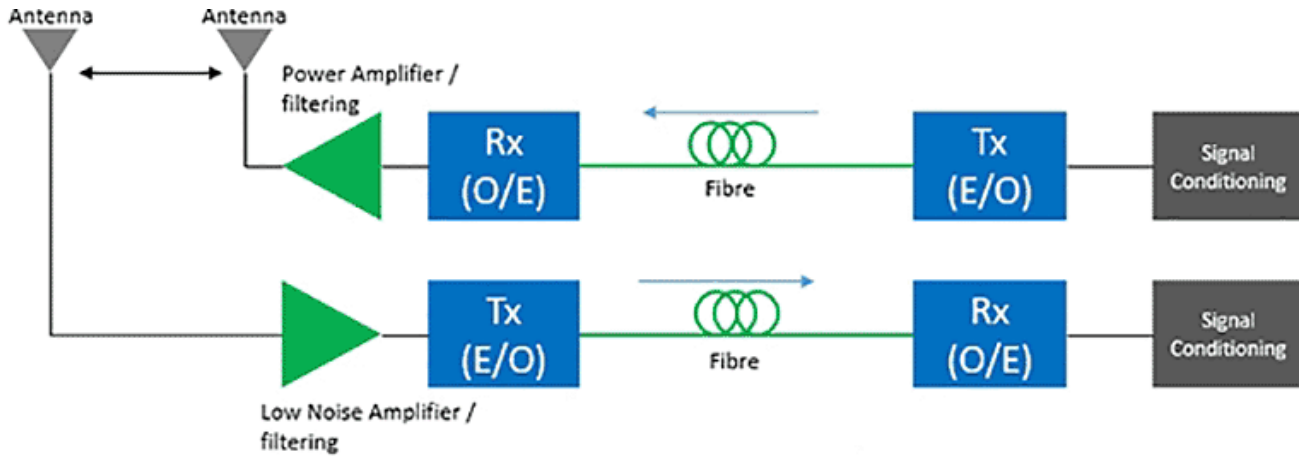 Antenna
Antenna
Power Amplifier /
filtering
Rx
(O/E)
Fibre
Tx
(E/O)
Signal
Conditioning
Tx
(E/O)
Fibre
Rx
(O/E)
Signal
Conditioning
Low Noise Amplifier /
filtering